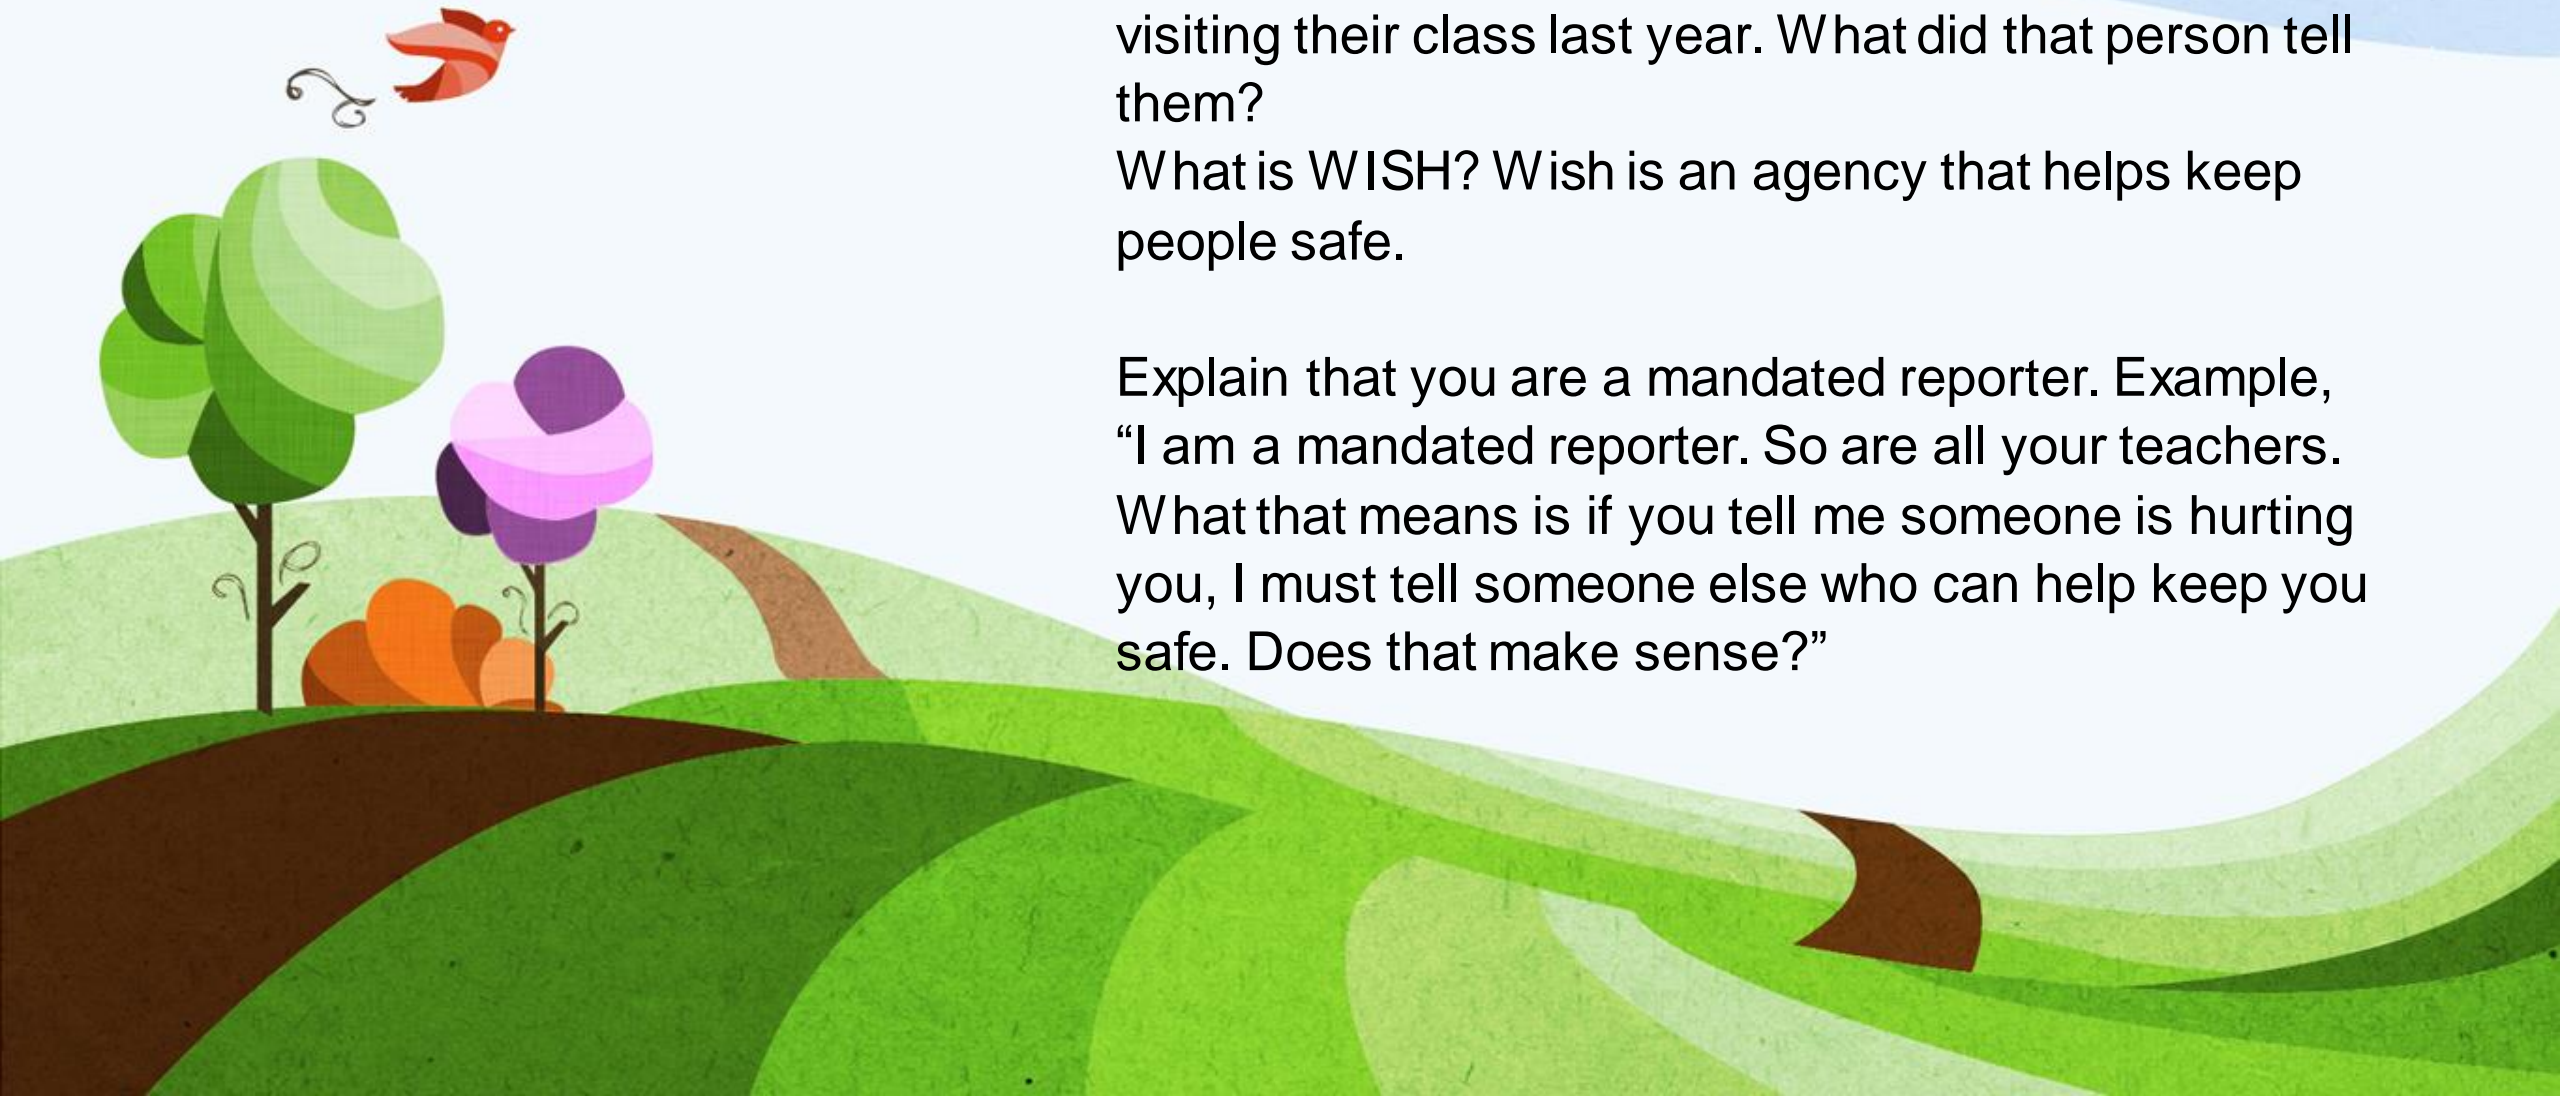 visiting their class last year. What did that person tell
them?
What is WISH? Wish is an agency that helps keep
people safe.
Explain that you are a mandated reporter. Example,
“I am a mandated reporter. So are all your teachers.
What that means is if you tell me someone is hurting
you, I must tell someone else who can help keep you
safe. Does that make sense?”